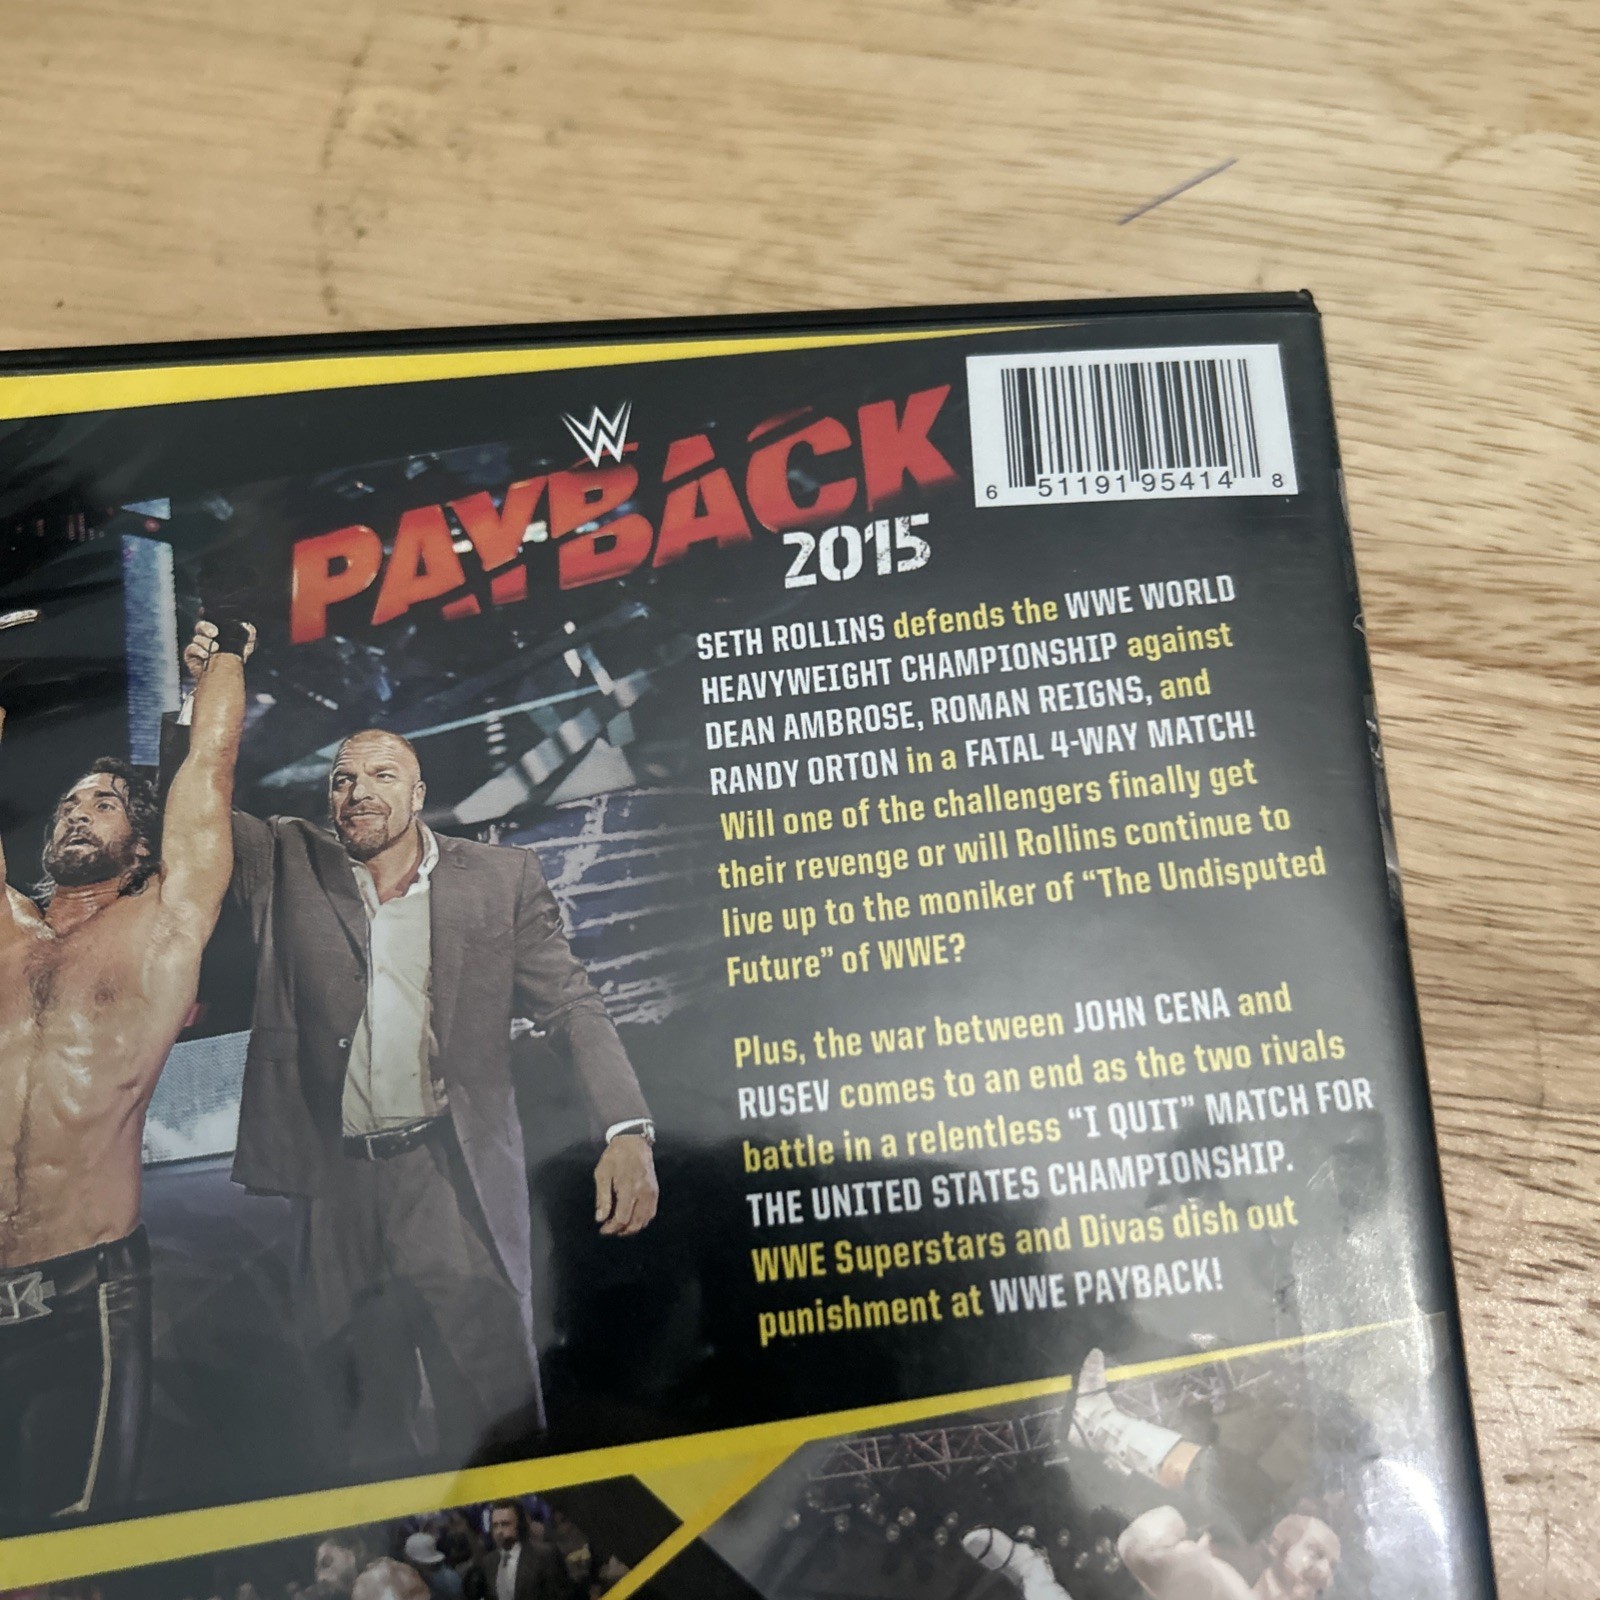 W
PAYBACK
2015
6 51191 95414 8
SETH ROLLINS defends the WWE WORLD
HEAVYWEIGHT CHAMPIONSHIP against
DEAN AMBROSE, ROMAN REIGNS, and
RANDY ORTON in a FATAL 4-WAY MATCH!
Will one of the challengers finally get
their revenge or will Rollins continue to
live up to the moniker of “The Undisputed
Future” of WWE?
Plus, the war between JOHN CENA and
RUSEV comes to an end as the two rivals
battle in a relentless “I QUIT” MATCH FOR
THE UNITED STATES CHAMPIONSHIP.
WWE Superstars and Divas dish out
punishment at WWE PAYBACK!